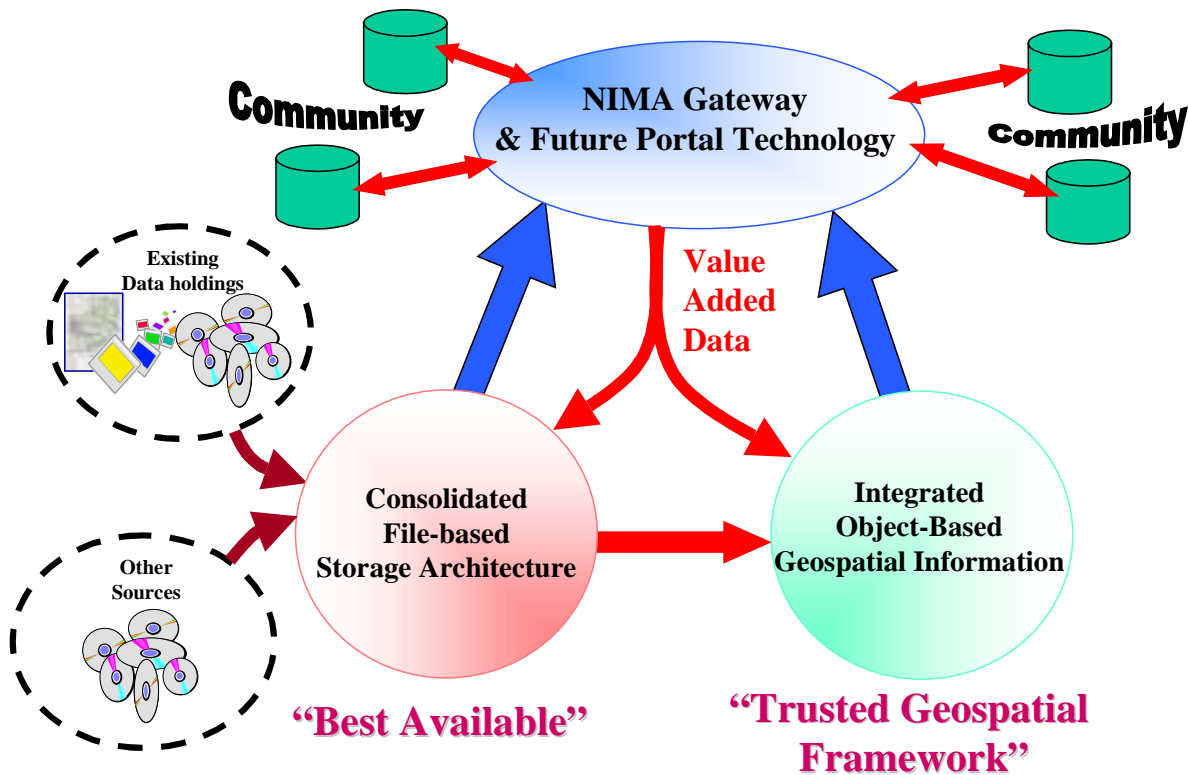 NIMA Gateway
& Future Portal Technology
Community
Community
Existing
Data holdings
Value
Added
Data
Consolidated
File-based
Storage Architecture
Integrated
Object-Based
Geospatial Information
Other
Sources
“Best Available”
“Trusted Geospatial
Framework”